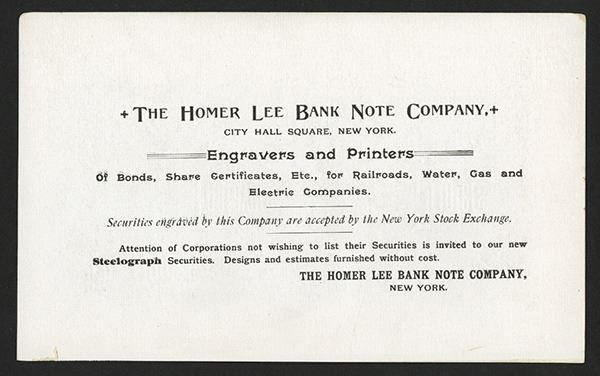 + THE HOMER LEE BANK NOTE COMPANY, +
CITY HALL SQUARE, NEW YORK.
Engravers and Printers
Of Bonds, Share Certificates, Etc., for Railroads, Water, Gas and
Electric Companies.
Securities engraved by this Company are accepted by the New York Stock Exchange.
Attention of Corporations not wishing to list their Securities is invited to our new
Steelograph Securities. Designs and estimates furnished without cost.
THE HOMER LEE BANK NOTE COMPANY,
NEW YORK.